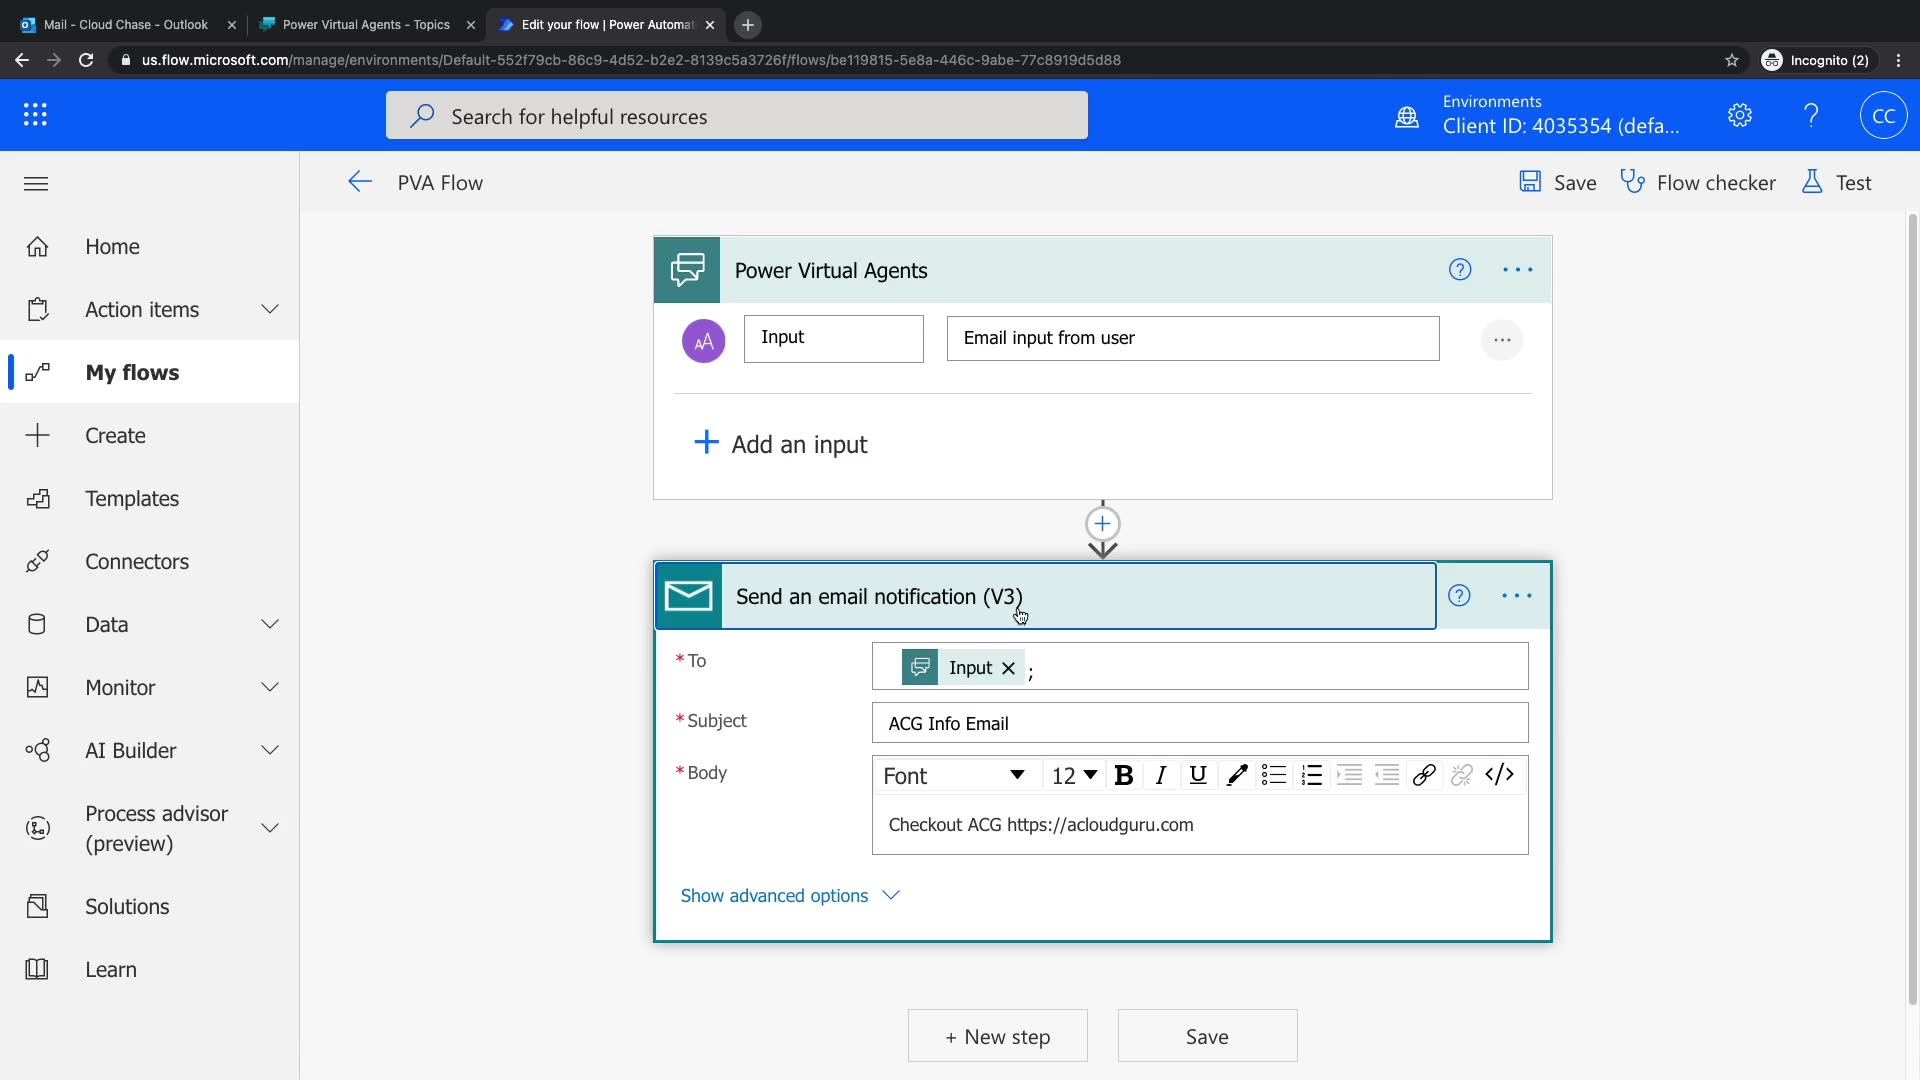 Mail - Cloud Chase - Outlook
Power Virtual Agents - Topics
Edit your flow | Power Automat
us.flow.microsoft.com/manage/environments/Default-552f79cb-86c9-4d52-b2e2-8139c5a3726f/flows/be119815-5e8a-446c-9abe-77c8919d5d88
Incognito (2)
Search for helpful resources
Environments
Client ID: 4035354 (defa...
CC
PVA Flow
Save
Flow checker
Test
Home
Action items
My flows
Create
Templates
Connectors
Data
Monitor
AI Builder
Process advisor
(preview)
Solutions
Learn
Power Virtual Agents
AA
Input
Email input from user
+ Add an input
Send an email notification (V3)
* To
Input ;
* Subject
ACG Info Email
* Body
Font
12
B
I
U
</>
Checkout ACG https://acloudguru.com
Show advanced options
+ New step
Save